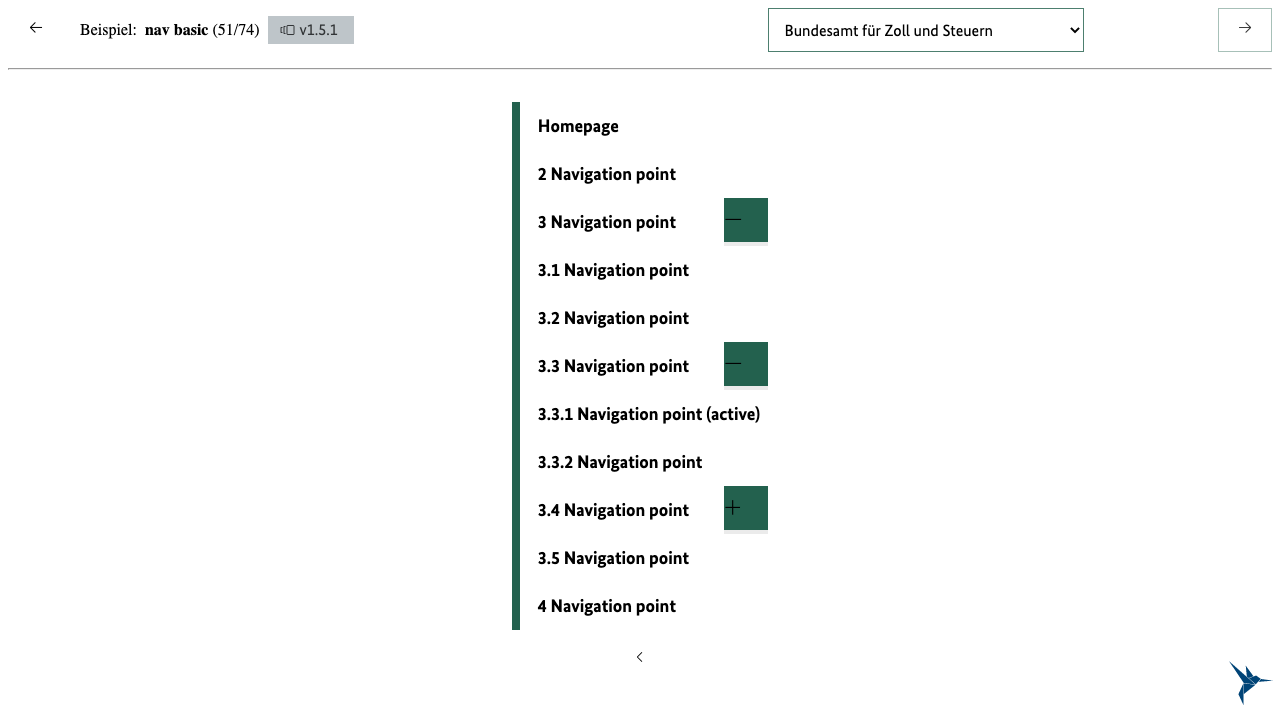 Beispiel: nav basic (51/74) v1.5.1 Bundesamt für Zoll und Steuern
Homepage
2 Navigation point
3 Navigation point
3.1 Navigation point
3.2 Navigation point
3.3 Navigation point
3.3.1 Navigation point (active)
3.3.2 Navigation point
3.4 Navigation point
3.5 Navigation point
4 Navigation point